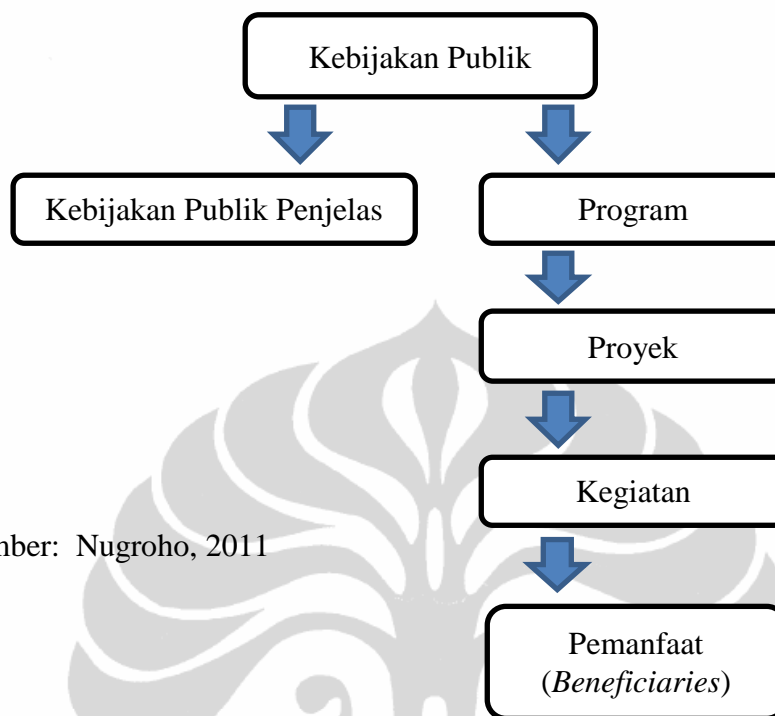 Kebijakan Publik
Kebijakan Publik Penjelas
Program
Proyek
Kegiatan
mber: Nugroho, 2011
Pemanfaat
(Beneficiaries)